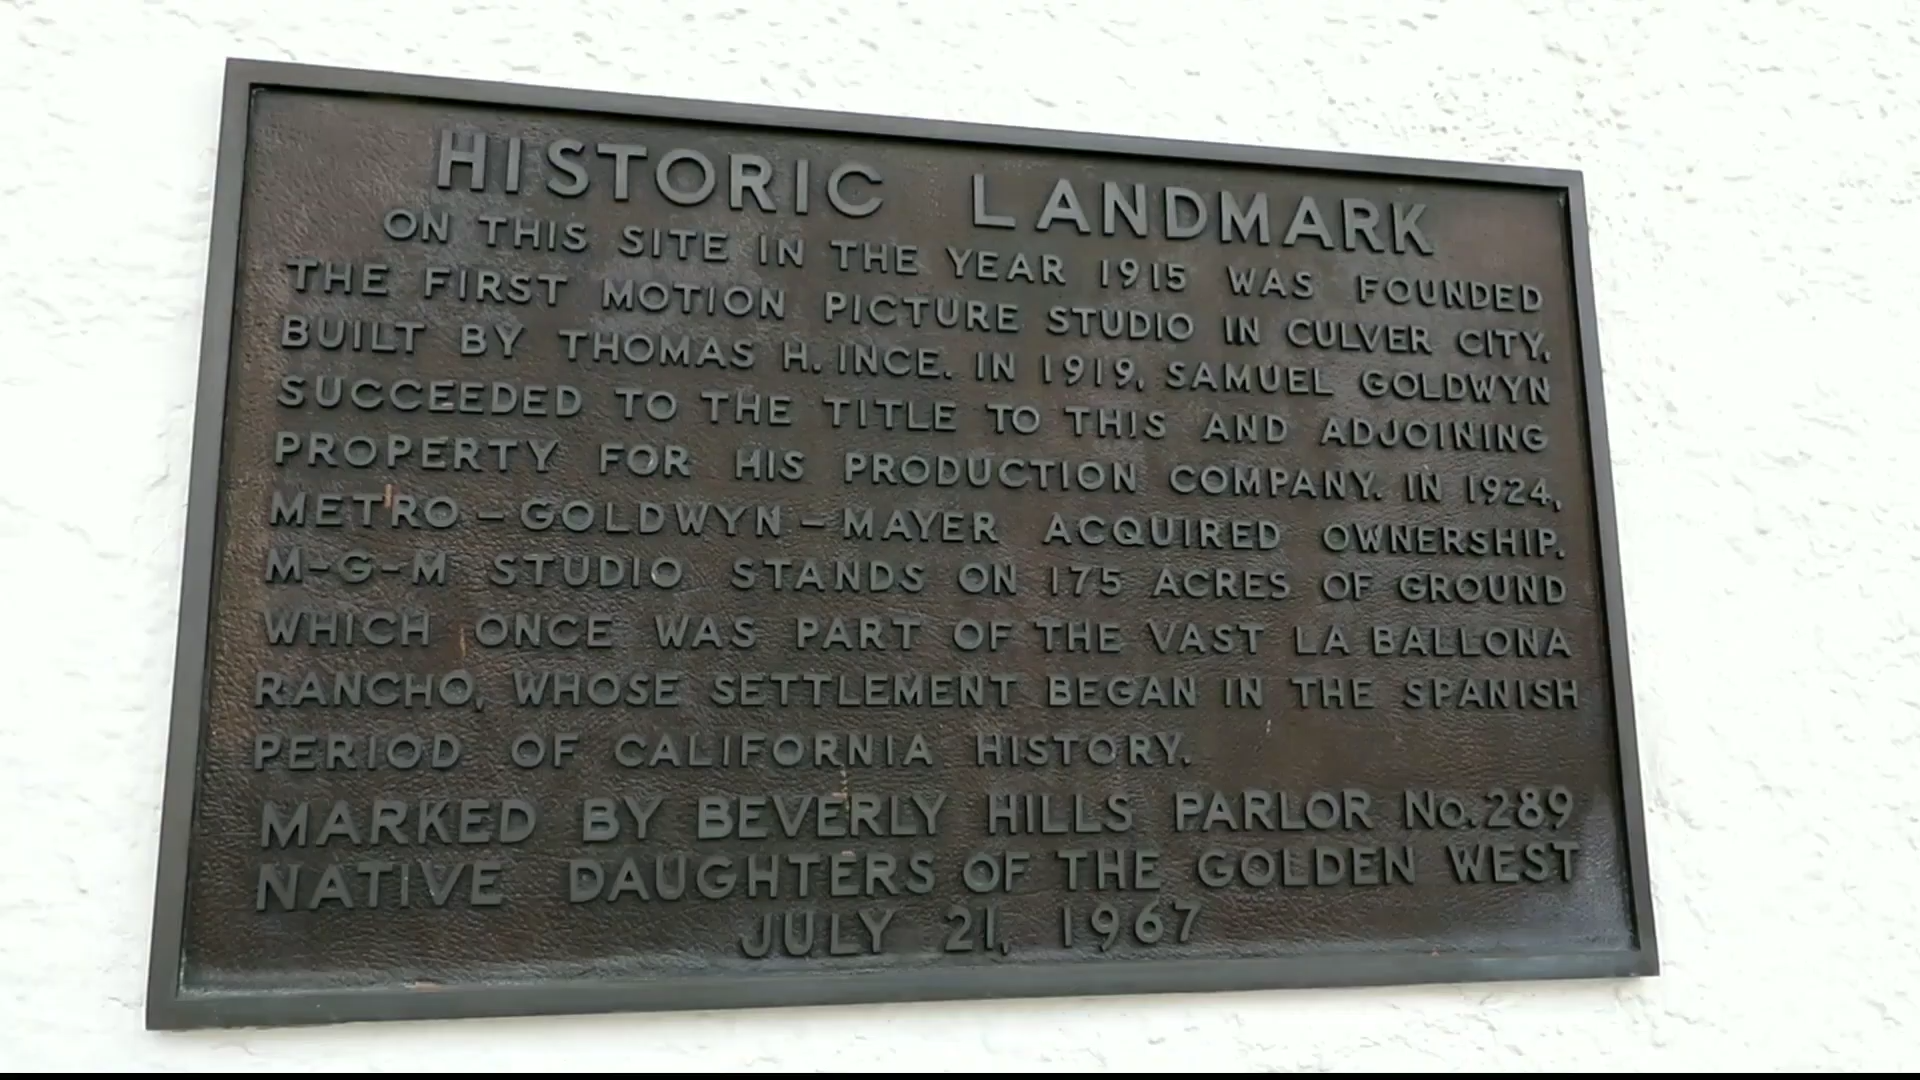 HISTORIC LANDMARK
ON THIS SITE IN THE YEAR 1915 WAS FOUNDED
THE FIRST MOTION PICTURE STUDIO IN CULVER CITY,
BUILT BY THOMAS H. INCE. IN 1919, SAMUEL GOLDWYN
SUCCEEDED TO THE TITLE TO THIS AND ADJOINING
PROPERTY FOR HIS PRODUCTION COMPANY. IN 1924,
METRO-GOLDWYN-MAYER ACQUIRED OWNERSHIP.
M-G-M STUDIO STANDS ON 175 ACRES OF GROUND
WHICH ONCE WAS PART OF THE VAST LA BALLONA
RANCHO, WHOSE SETTLEMENT BEGAN IN THE SPANISH
PERIOD OF CALIFORNIA HISTORY.
MARKED BY BEVERLY HILLS PARLOR No. 289
NATIVE DAUGHTERS OF THE GOLDEN WEST
JULY 21, 1967